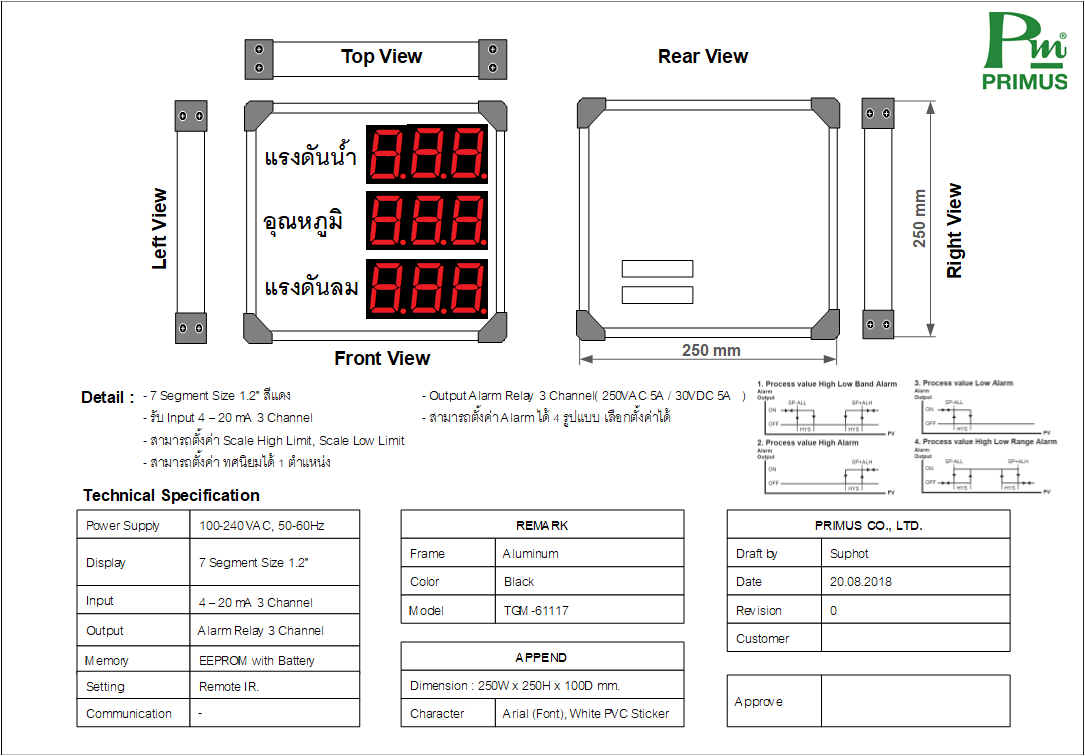 Top View
Rear View
Pm®
PRIMUS
แรงดันน้ำ 8.8.8.
อุณหภูมิ 8.8.8.
แรงดันลม 8.8.8.
Left View
Front View
250 mm
250 mm
Right View
Detail :
- 7 Segment Size 1.2" สีแดง
- รับ Input 4 – 20 mA 3 Channel
- สามารถตั้งค่า Scale High Limit, Scale Low Limit
- สามารถตั้งค่า ทศนิยมได้ 1 ตำแหน่ง
- Output Alarm Relay 3 Channel( 250VAC 5A / 30VDC 5A )
- สามารถตั้งค่า Alarm ได้ 4 รูปแบบ เลือกตั้งค่าได้
1. Process value High Low Band Alarm
Alarm
Output
SP-ALL SP+ALH
ON
OFF
HYS HYS
PV
2. Process value High Alarm
Alarm
Output
SP+ALH
ON
OFF
HYS
PV
3. Process value Low Alarm
Alarm
Output
SP-ALL
ON
OFF
HYS
PV
4. Process value High Low Range Alarm
Alarm
Output
SP-ALL SP+ALH
ON
OFF
HYS HYS
PV
Technical Specification
Power Supply 100-240 VAC, 50-60Hz
Display 7 Segment Size 1.2"
Input 4 – 20 mA 3 Channel
Output Alarm Relay 3 Channel
Memory EEPROM with Battery
Setting Remote IR.
Communication -
REMARK
Frame Aluminum
Color Black
Model TGM-61117
APPEND
Dimension : 250W x 250H x 100D mm.
Character Arial (Font), White PVC Sticker
PRIMUS CO., LTD.
Draft by Suphot
Date 20.08.2018
Revision 0
Customer
Approve